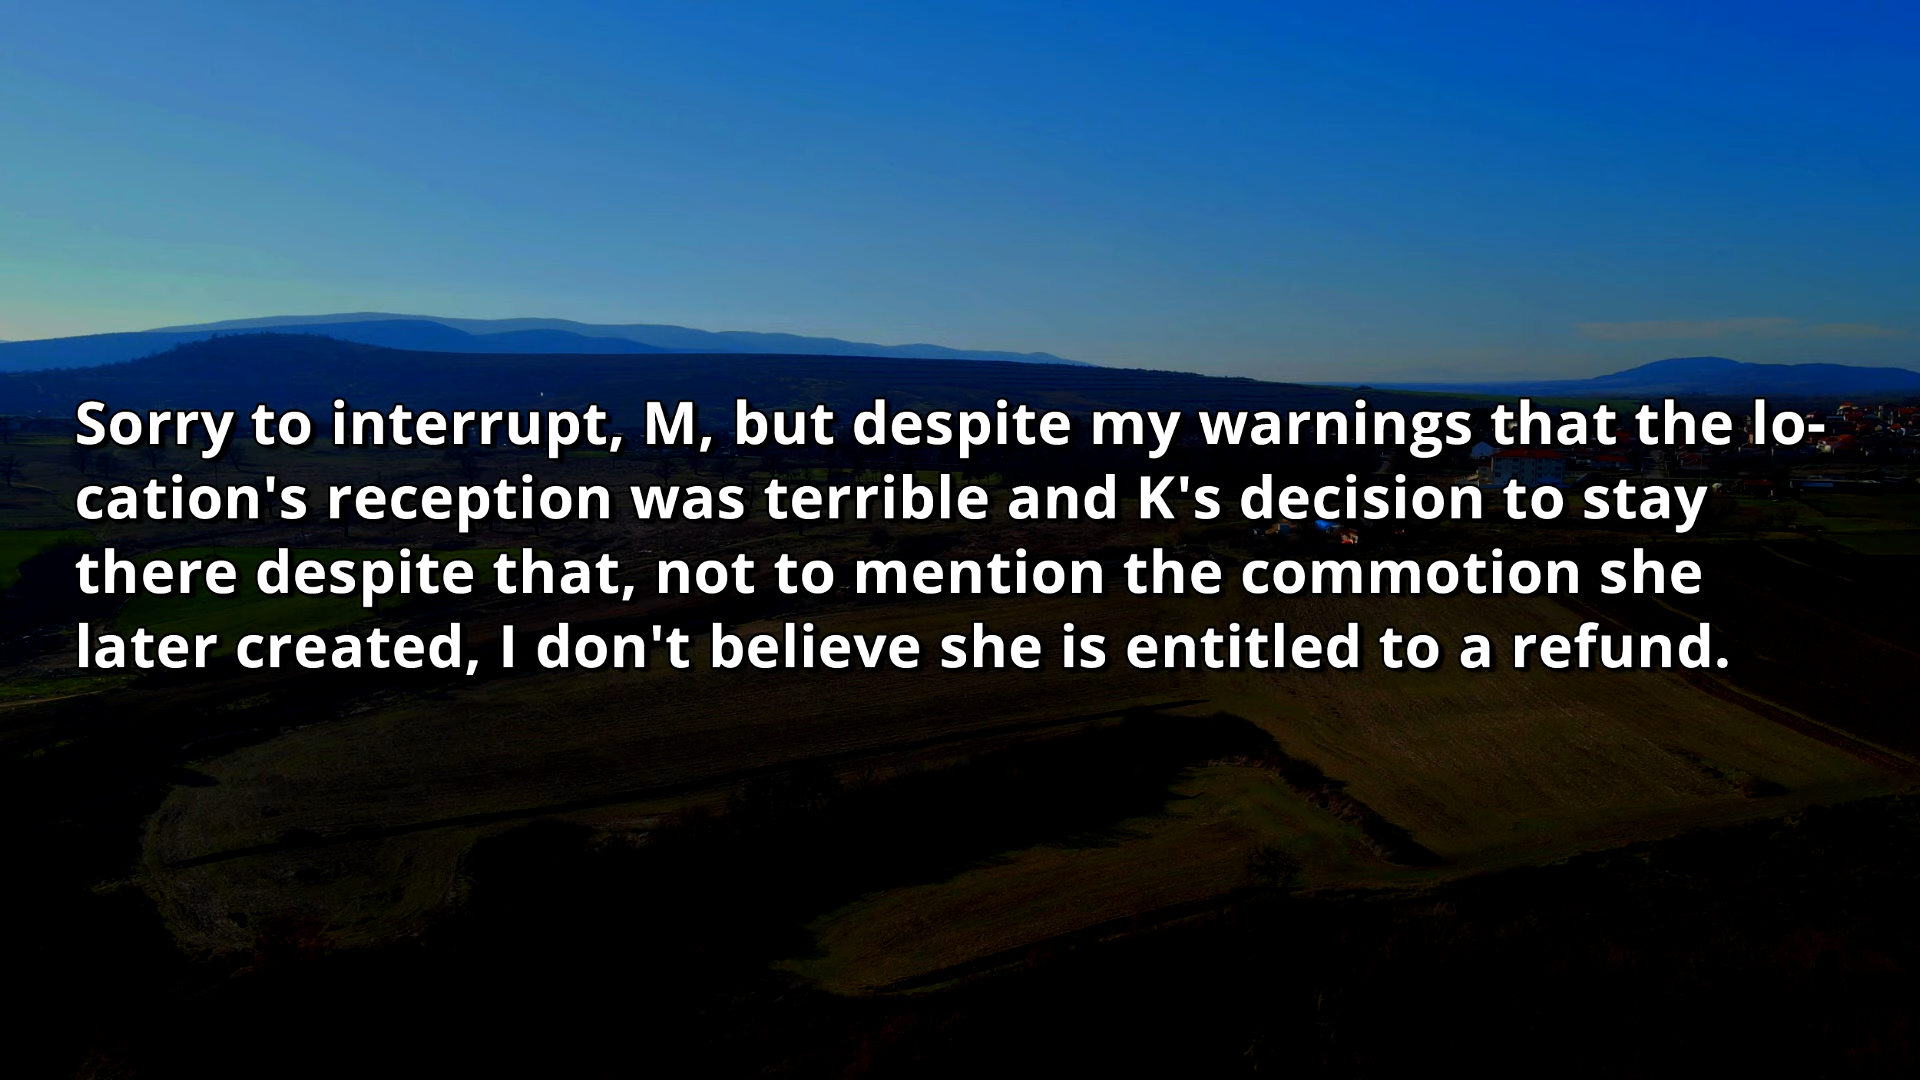 Sorry to interrupt, M, but despite my warnings that the lo-
cation's reception was terrible and K's decision to stay
there despite that, not to mention the commotion she
later created, I don't believe she is entitled to a refund.